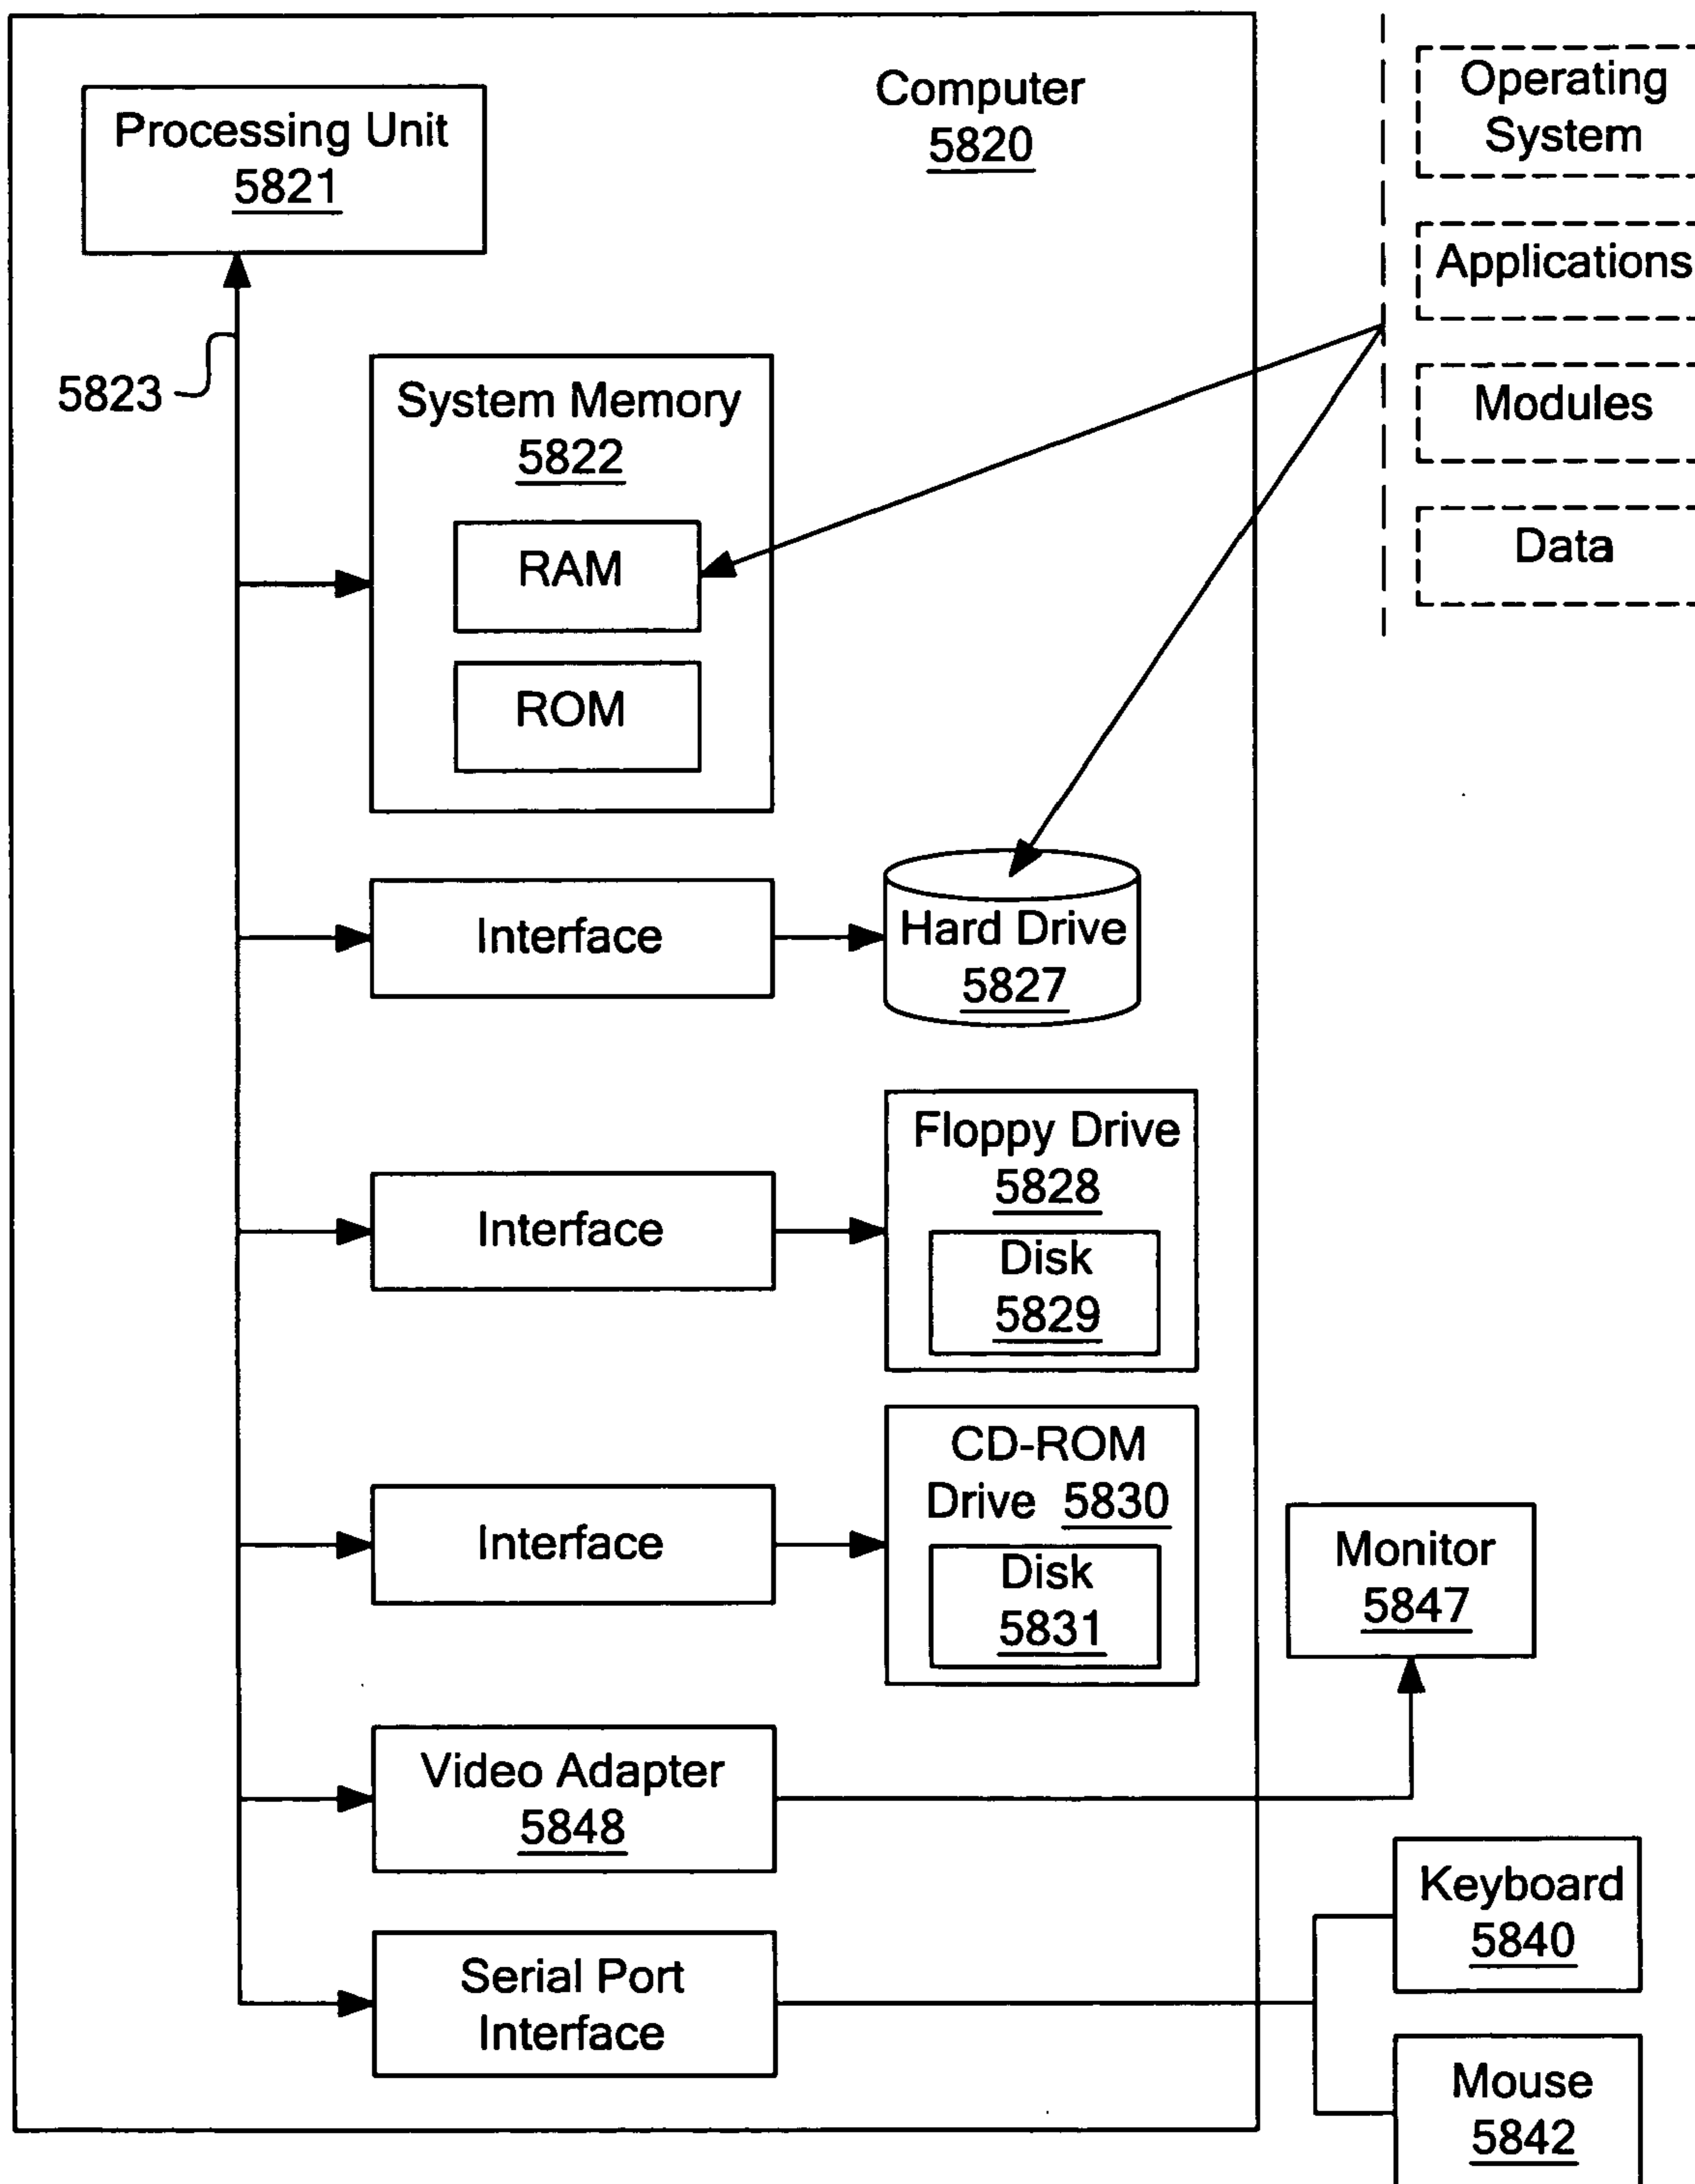 Computer
5820
Processing Unit
5821
5823
System Memory
5822
RAM
ROM
Operating
System
Applications
Modules
Data
Interface
Hard Drive
5827
Interface
Floppy Drive
5828
Disk
5829
Interface
CD-ROM
Drive 5830
Disk
5831
Monitor
5847
Video Adapter
5848
Serial Port
Interface
Keyboard
5840
Mouse
5842